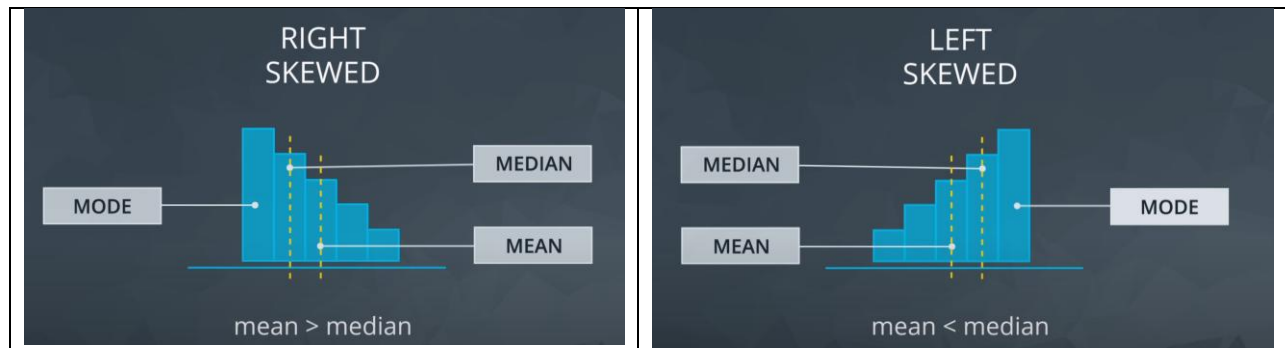 RIGHT
SKEWED
MEDIAN
MODE
MEAN
mean > median
LEFT
SKEWED
MEDIAN
MODE
MEAN
mean < median